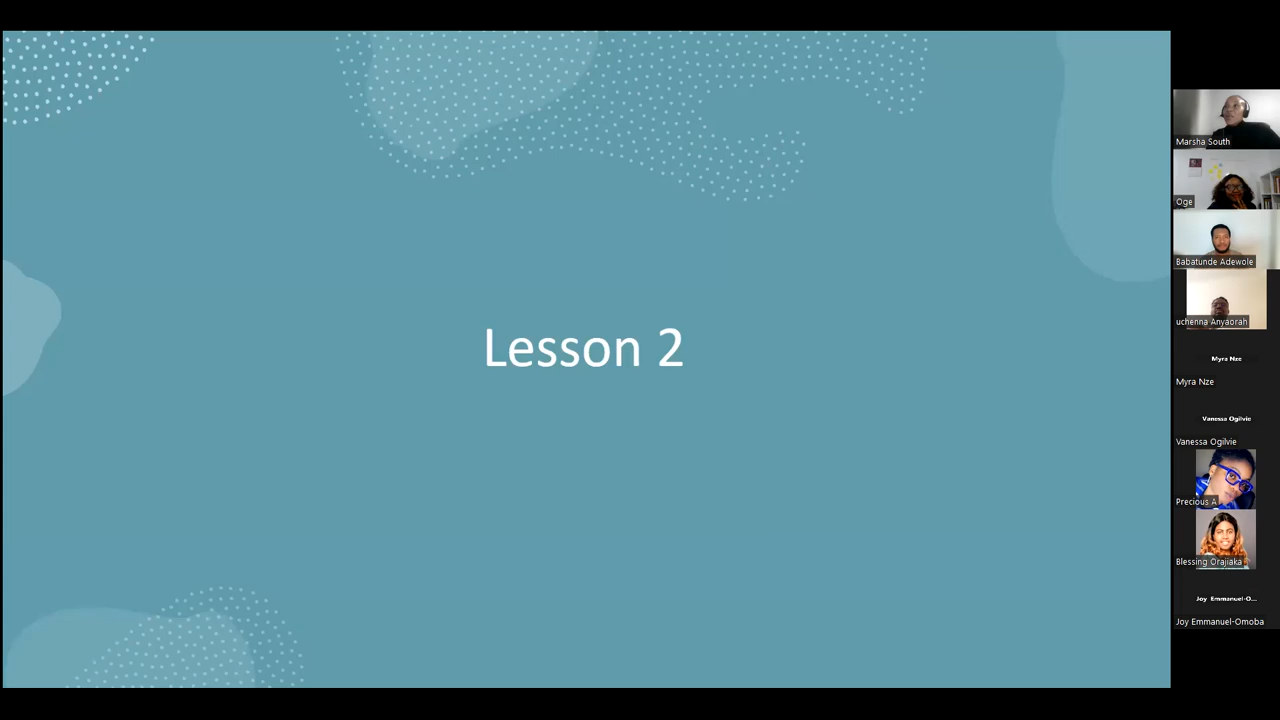 Lesson 2
Marsha South
Oge
Babatunde Adewole
uchenna Anyaorah
Myra Nze
Myra Nze
Vanessa Ogilvie
Vanessa Ogilvie
Precious A
Blessing Orajiaka
Joy Emmanuel-O...
Joy Emmanuel-Omoba